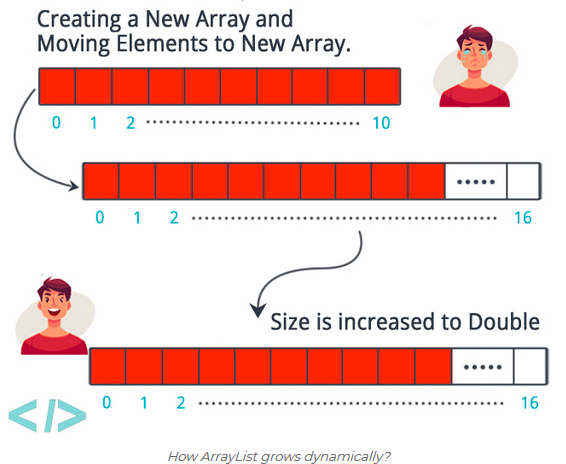 Creating a New Array and
Moving Elements to New Array.
0 1 2 10
0 1 2 16
Size is increased to Double
</>
0 1 2 16
How ArrayList grows dynamically?